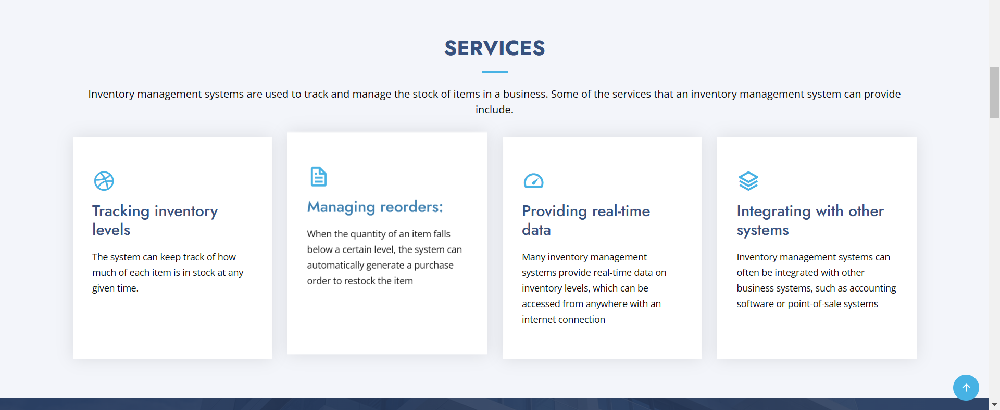 SERVICES
Inventory management systems are used to track and manage the stock of items in a business. Some of the services that an inventory management system can provide
include.
Tracking inventory
levels
The system can keep track of how
much of each item is in stock at any
given time.
Managing reorders:
When the quantity of an item falls
below a certain level, the system can
automatically generate a purchase
order to restock the item
Providing real-time
data
Many inventory management
systems provide real-time data on
inventory levels, which can be
accessed from anywhere with an
internet connection
Integrating with other
systems
Inventory management systems can
often be integrated with other
business systems, such as accounting
software or point-of-sale systems